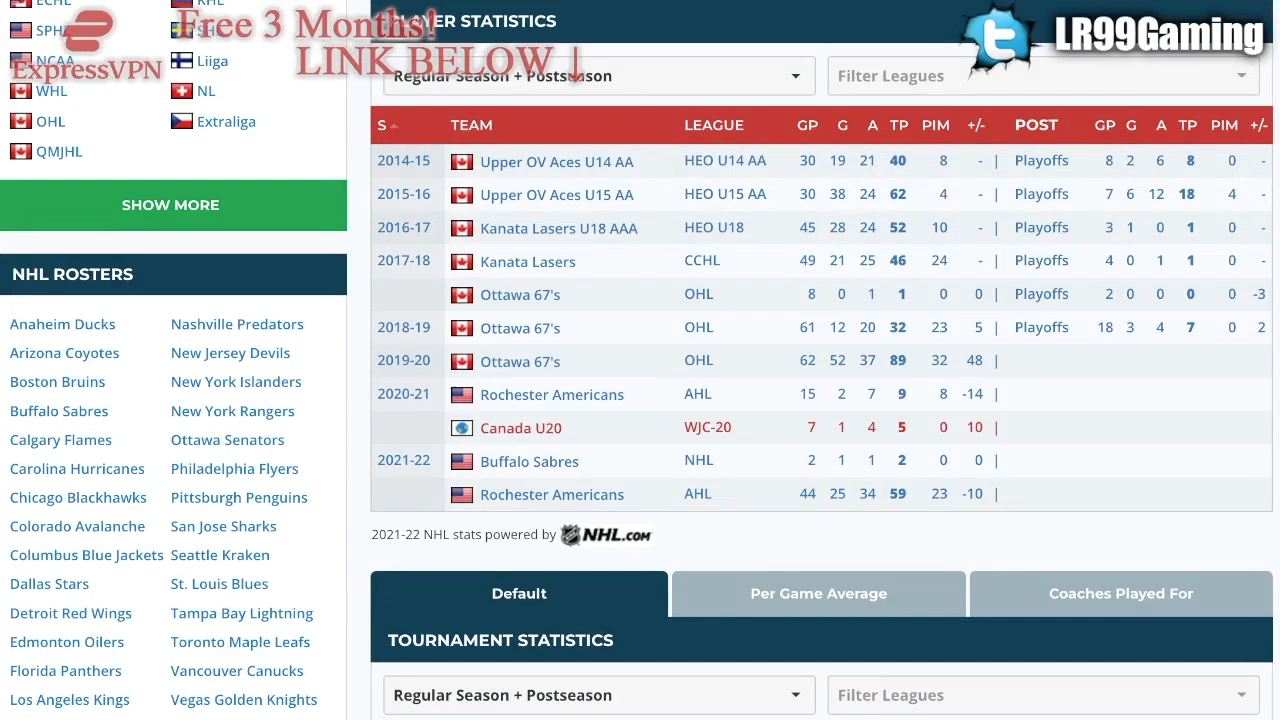 ECHL KHL
SPHL SHL
NCAA Liiga
WHL NL
OHL Extraliga
QMJHL
SHOW MORE
NHL ROSTERS
Anaheim Ducks Nashville Predators
Arizona Coyotes New Jersey Devils
Boston Bruins New York Islanders
Buffalo Sabres New York Rangers
Calgary Flames Ottawa Senators
Carolina Hurricanes Philadelphia Flyers
Chicago Blackhawks Pittsburgh Penguins
Colorado Avalanche San Jose Sharks
Columbus Blue Jackets Seattle Kraken
Dallas Stars St. Louis Blues
Detroit Red Wings Tampa Bay Lightning
Edmonton Oilers Toronto Maple Leafs
Florida Panthers Vancouver Canucks
Los Angeles Kings Vegas Golden Knights
ExpressVPN
Free 3 Months!
LINK BELOW ↓
LR99Gaming
PLAYER STATISTICS
Regular Season + Postseason Filter Leagues
S TEAM LEAGUE GP G A TP PIM +/- POST GP G A TP PIM +/-
2014-15 Upper OV Aces U14 AA HEO U14 AA 30 19 21 40 8 - | Playoffs 8 2 6 8 0 -
2015-16 Upper OV Aces U15 AA HEO U15 AA 30 38 24 62 4 - | Playoffs 7 6 12 18 4 -
2016-17 Kanata Lasers U18 AAA HEO U18 45 28 24 52 10 - | Playoffs 3 1 0 1 0 -
2017-18 Kanata Lasers CCHL 49 21 25 46 24 - | Playoffs 4 0 1 1 0 -
Ottawa 67's OHL 8 0 1 1 0 0 | Playoffs 2 0 0 0 0 -3
2018-19 Ottawa 67's OHL 61 12 20 32 23 5 | Playoffs 18 3 4 7 0 2
2019-20 Ottawa 67's OHL 62 52 37 89 32 48 |
2020-21 Rochester Americans AHL 15 2 7 9 8 -14 |
Canada U20 WJC-20 7 1 4 5 0 10 |
2021-22 Buffalo Sabres NHL 2 1 1 2 0 0 |
Rochester Americans AHL 44 25 34 59 23 -10 |
2021-22 NHL stats powered by NHL.COM
Default Per Game Average Coaches Played For
TOURNAMENT STATISTICS
Regular Season + Postseason Filter Leagues